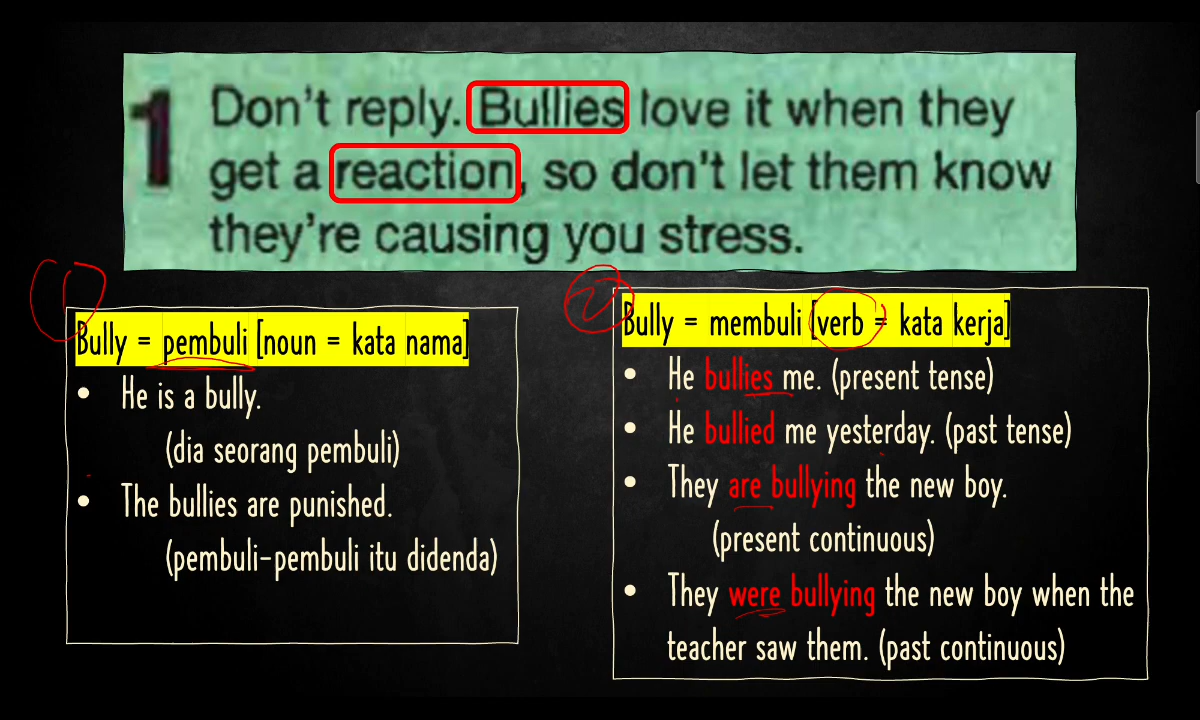 1 Don't reply. Bullies love it when they
get a reaction, so don't let them know
they're causing you stress.
1
Bully = pembuli [noun = kata nama]
• He is a bully.
(dia seorang pembuli)
• The bullies are punished.
(pembuli-pembuli itu didenda)
2
Bully = membuli [verb = kata kerja]
• He bullies me. (present tense)
• He bullied me yesterday. (past tense)
• They are bullying the new boy.
(present continuous)
• They were bullying the new boy when the
teacher saw them. (past continuous)